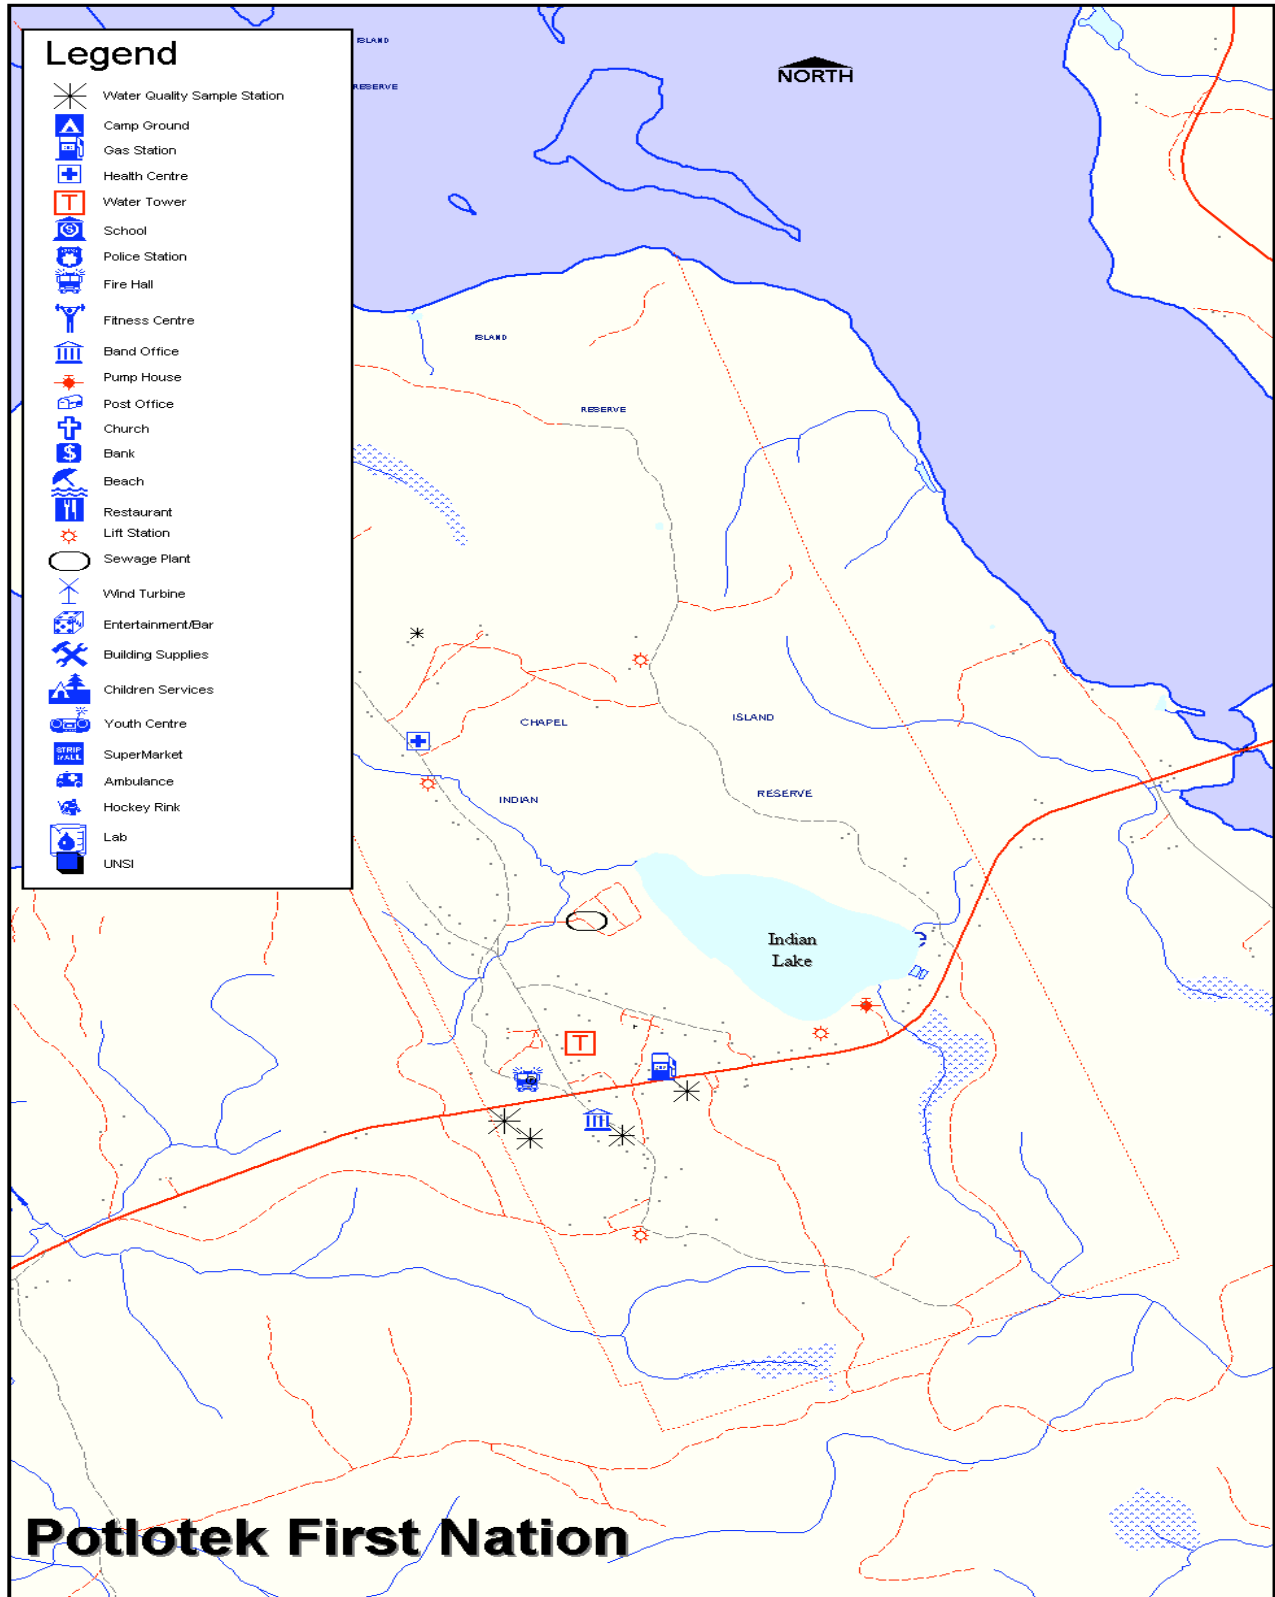 Legend
Water Quality Sample Station
Camp Ground
Gas Station
Health Centre
T
Water Tower
S
School
Police Station
Fire Hall
Fitness Centre
Band Office
Pump House
Post Office
Church
$
Bank
Beach
Restaurant
Lift Station
Sewage Plant
Wind Turbine
Entertainment/Bar
Building Supplies
Children Services
Youth Centre
STRIP MALL
SuperMarket
Ambulance
Hockey Rink
Lab
UNSI
ISLAND
RESERVE
NORTH
ISLAND
RESERVE
CHAPEL
ISLAND
INDIAN
RESERVE
Indian
Lake
T
Potlotek First Nation